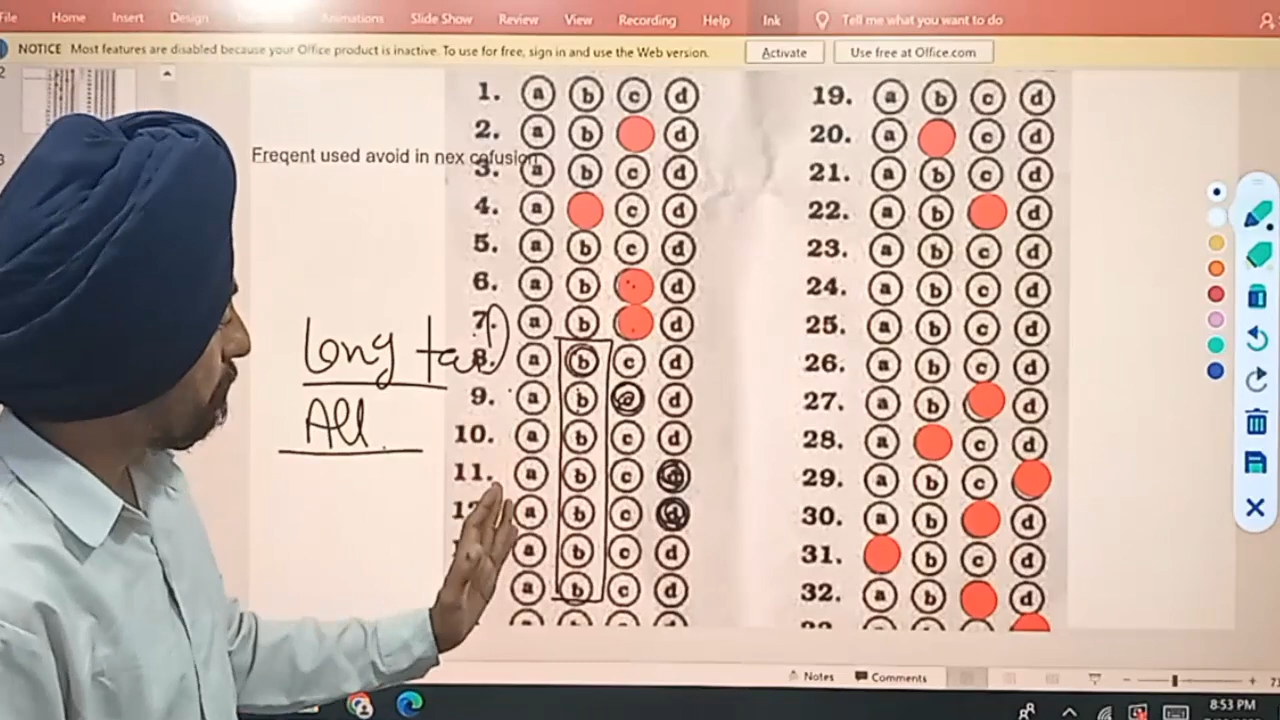 File Home Insert Design Animations Slide Show Review View Recording Help Ink Tell me what you want to do
NOTICE Most features are disabled because your Office product is inactive. To use for free, sign in and use the Web version. Activate Use free at Office.com
2
3
Freqent used avoid in nex cofusion
Long tail
All
1. a b c d
2. a b d
3. a b c d
4. a c d
5. a b c d
6. a b d
7. a b d
8. a b c d
9. a b d
10. a b c d
11. a b c
a b c d
a b c d
a b c d
19. a b c d
20. a c d
21. a b c d
22. a b d
23. a b c d
24. a b c d
25. a b c d
26. a b c d
27. a b d
28. a c d
29. a b c
30. a b d
31. b c d
32. a b d
Notes Comments
8:53 PM